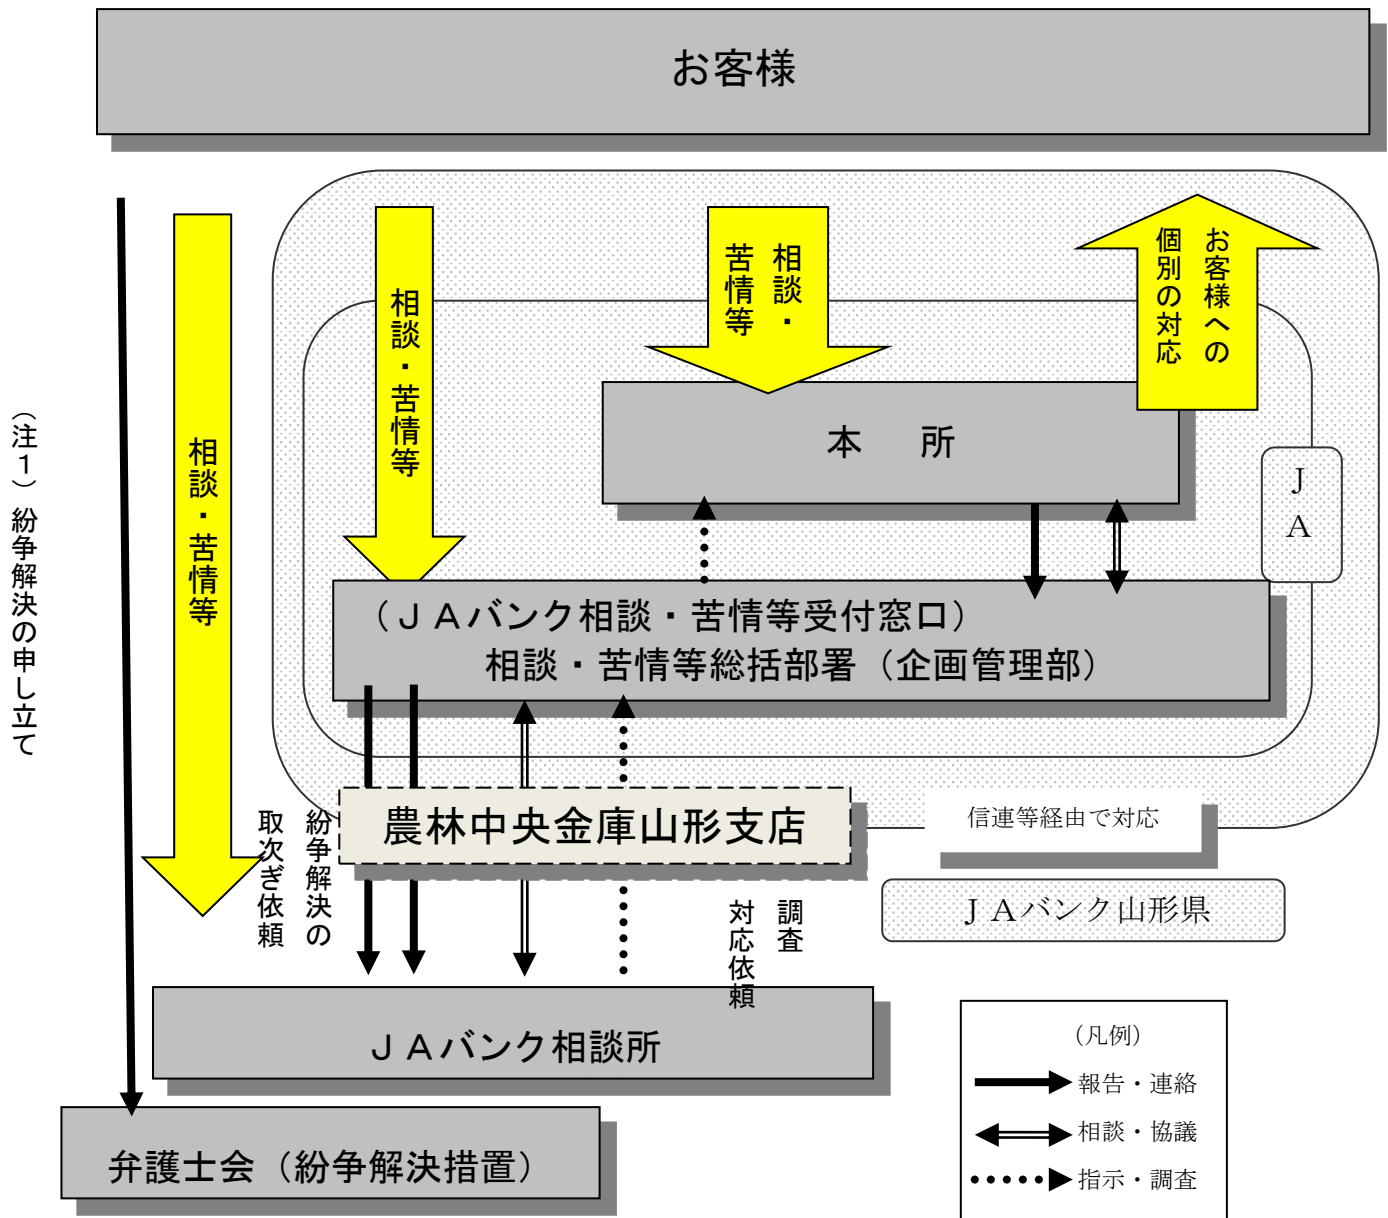 お客様
相談・
苦情等
お客様への
個別の対応
相談・苦情等
相談・苦情等
（注１）紛争解決の申し立て
本　所
ＪＡ
（ＪＡバンク相談・苦情等受付窓口）
相談・苦情等総括部署（企画管理部）
農林中央金庫山形支店
信連等経由で対応
紛争解決の
取次ぎ依頼
調査
対応依頼
ＪＡバンク山形県
ＪＡバンク相談所
弁護士会（紛争解決措置）
（凡例）
報告・連絡
相談・協議
指示・調査